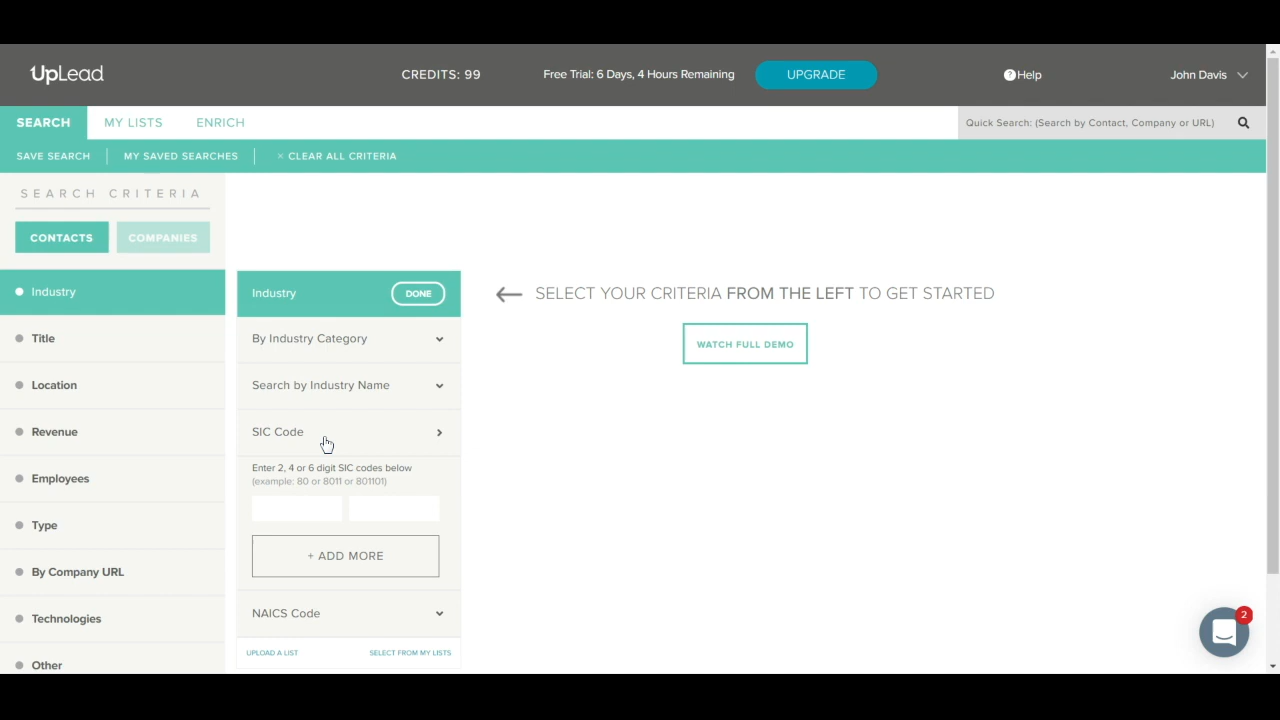 UpLead
CREDITS: 99
Free Trial: 6 Days, 4 Hours Remaining
UPGRADE
?Help
John Davis
SEARCH
MY LISTS
ENRICH
Quick Search: (Search by Contact, Company or URL)
SAVE SEARCH
MY SAVED SEARCHES
× CLEAR ALL CRITERIA
SEARCH CRITERIA
CONTACTS
COMPANIES
Industry
Title
Location
Revenue
Employees
Type
By Company URL
Technologies
Other
Industry
DONE
By Industry Category
Search by Industry Name
SIC Code
Enter 2, 4 or 6 digit SIC codes below
(example: 80 or 8011 or 801101)
+ ADD MORE
NAICS Code
UPLOAD A LIST
SELECT FROM MY LISTS
SELECT YOUR CRITERIA FROM THE LEFT TO GET STARTED
WATCH FULL DEMO
2